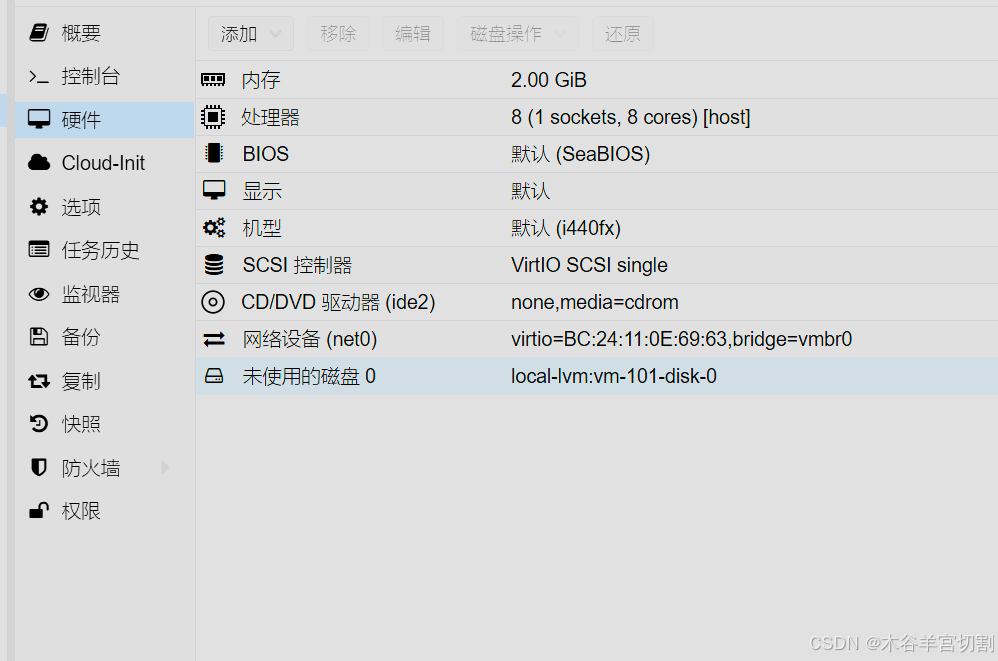 概要
控制台
硬件
Cloud-Init
选项
任务历史
监视器
备份
复制
快照
防火墙
权限
添加 移除 编辑 磁盘操作 还原
内存 2.00 GiB
处理器 8 (1 sockets, 8 cores) [host]
BIOS 默认 (SeaBIOS)
显示 默认
机型 默认 (i440fx)
SCSI 控制器 VirtIO SCSI single
CD/DVD 驱动器 (ide2) none,media=cdrom
网络设备 (net0) virtio=BC:24:11:0E:69:63,bridge=vmbr0
未使用的磁盘 0 local-lvm:vm-101-disk-0
CSDN @木谷羊宫切割